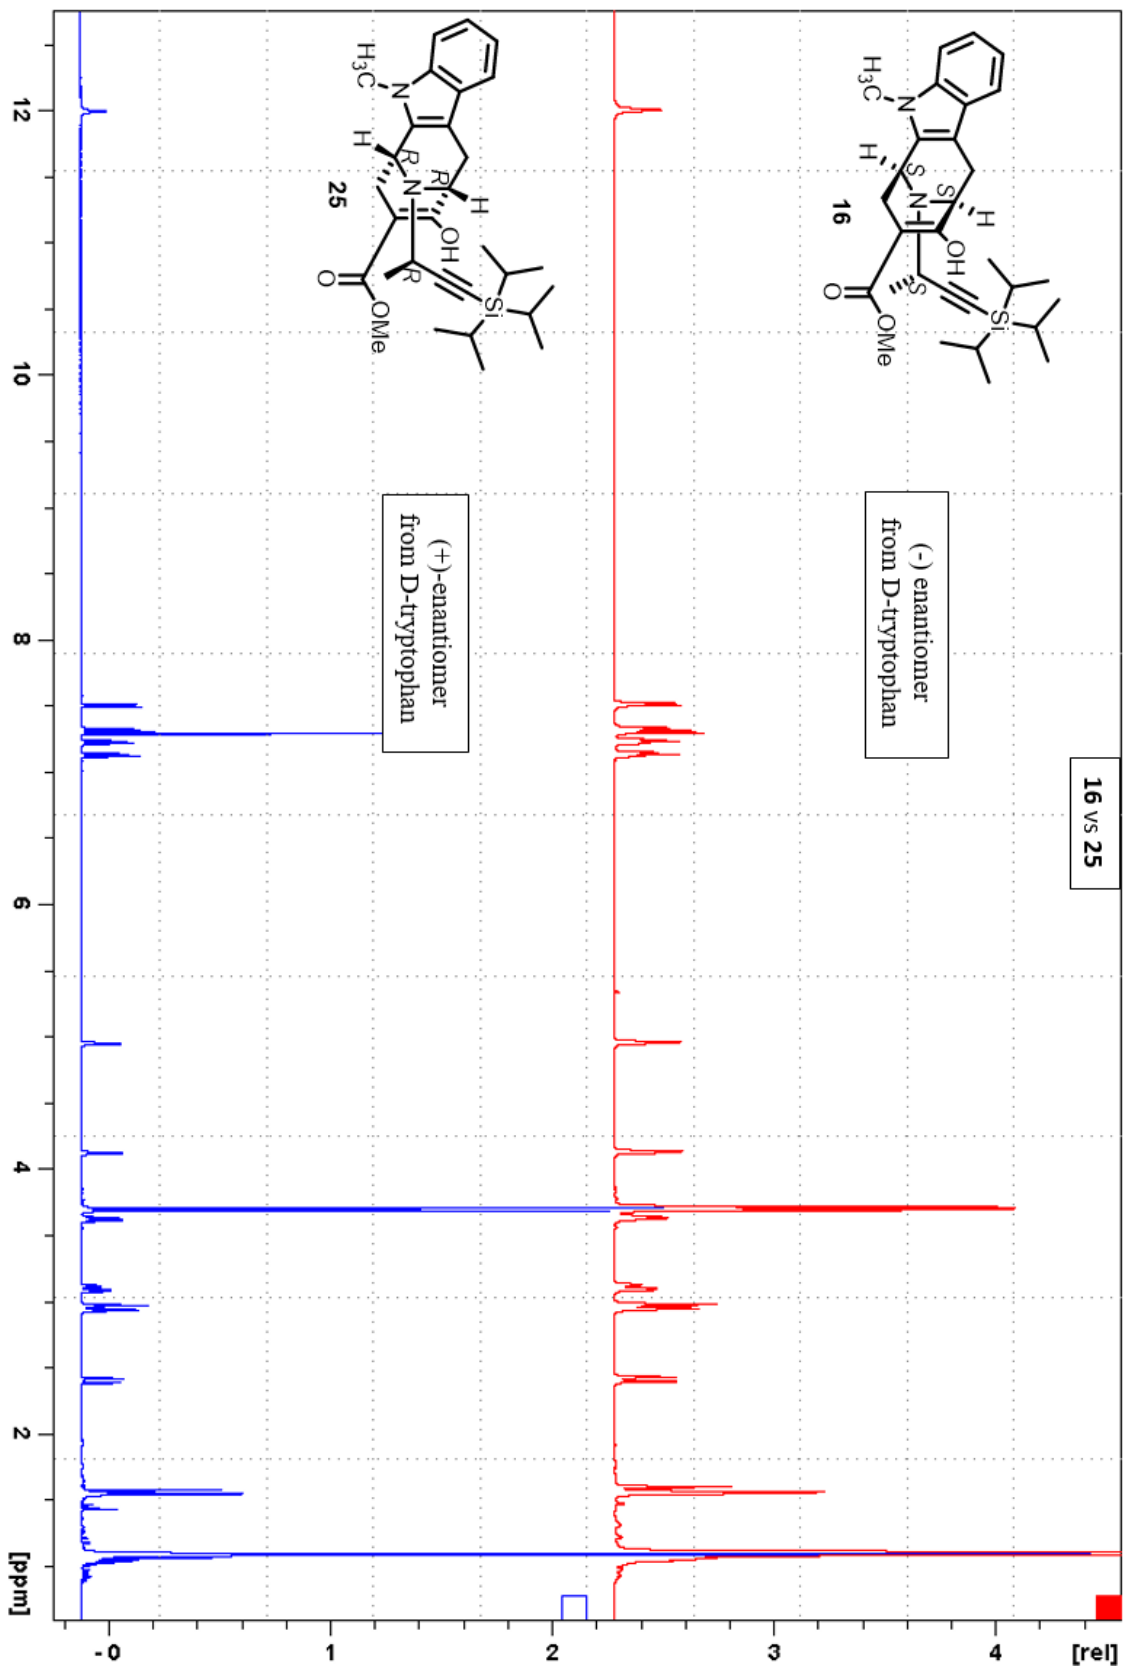 16 vs 25
H3C
N
H
S
N
S
H
OH
S
Si
O
OMe
16
(-) enantiomer
from D-tryptophan
H3C
N
H
R
N
R
H
OH
R
Si
O
OMe
25
(+)-enantiomer
from D-tryptophan
12
10
8
6
4
2
[ppm]
-0
1
2
3
4
[rel]